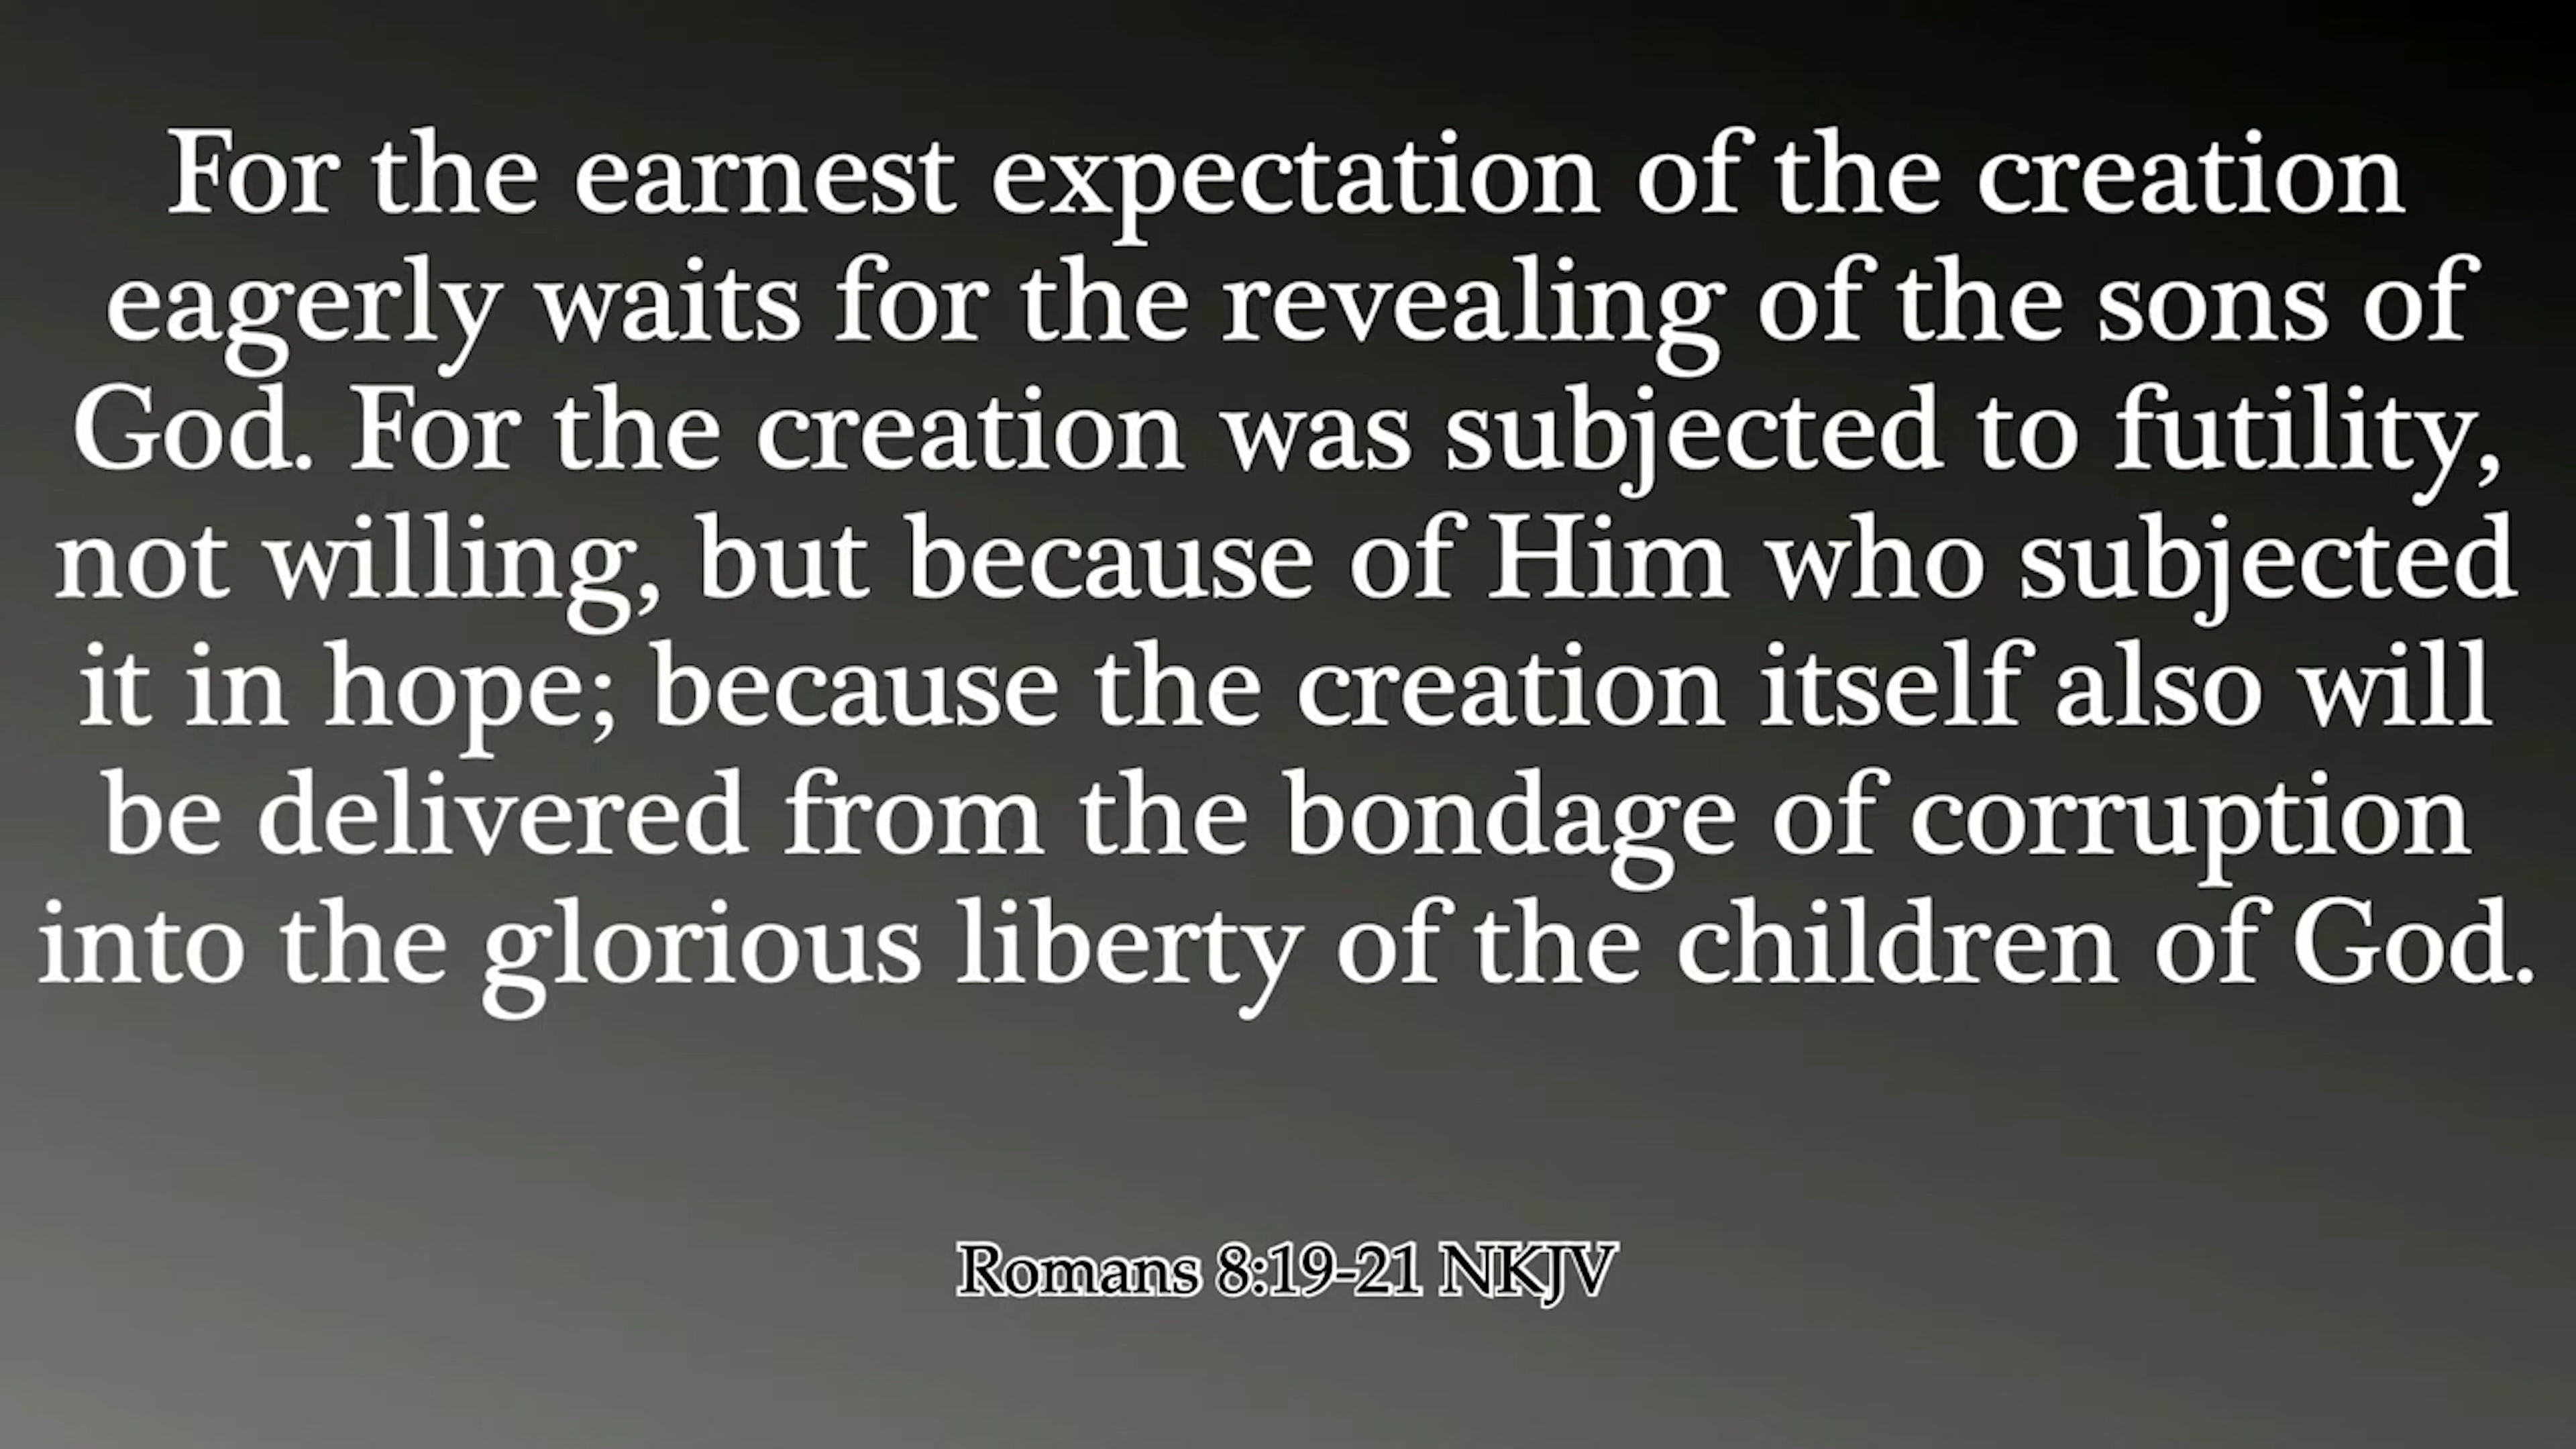 For the earnest expectation of the creation
eagerly waits for the revealing of the sons of
God. For the creation was subjected to futility,
not willing, but because of Him who subjected
it in hope; because the creation itself also will
be delivered from the bondage of corruption
into the glorious liberty of the children of God.
Romans 8:19-21 NKJV